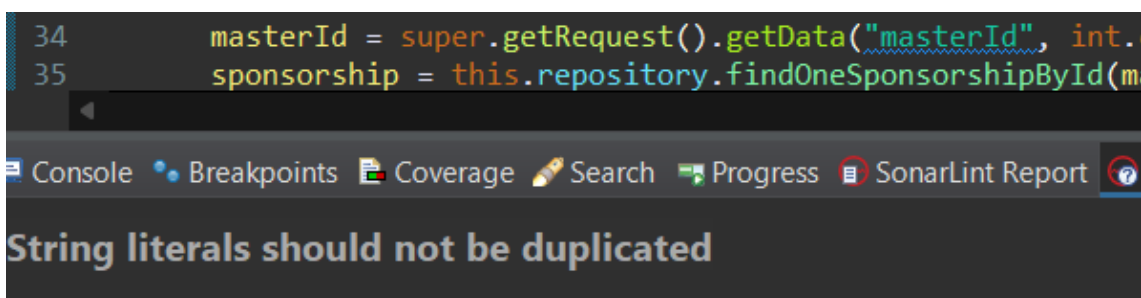 34 masterId = super.getRequest().getData("masterId", int.
35 sponsorship = this.repository.findOneSponsorshipById(m
Console Breakpoints Coverage Search Progress SonarLint Report
String literals should not be duplicated